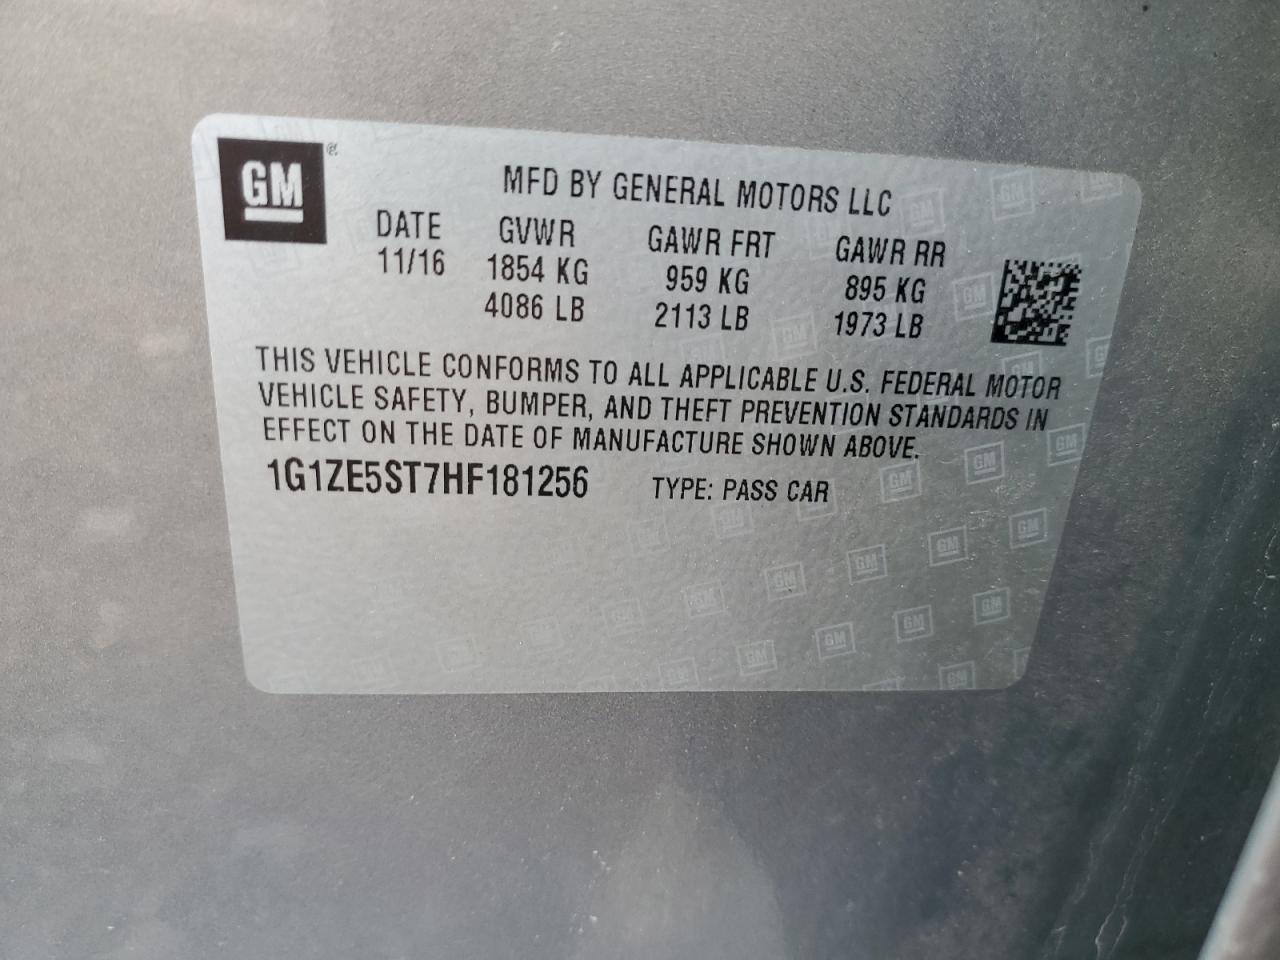 GM®
MFD BY GENERAL MOTORS LLC
DATE GVWR GAWR FRT GAWR RR
11/16 1854 KG 959 KG 895 KG
4086 LB 2113 LB 1973 LB
THIS VEHICLE CONFORMS TO ALL APPLICABLE U.S. FEDERAL MOTOR
VEHICLE SAFETY, BUMPER, AND THEFT PREVENTION STANDARDS IN
EFFECT ON THE DATE OF MANUFACTURE SHOWN ABOVE.
1G1ZE5ST7HF181256 TYPE: PASS CAR